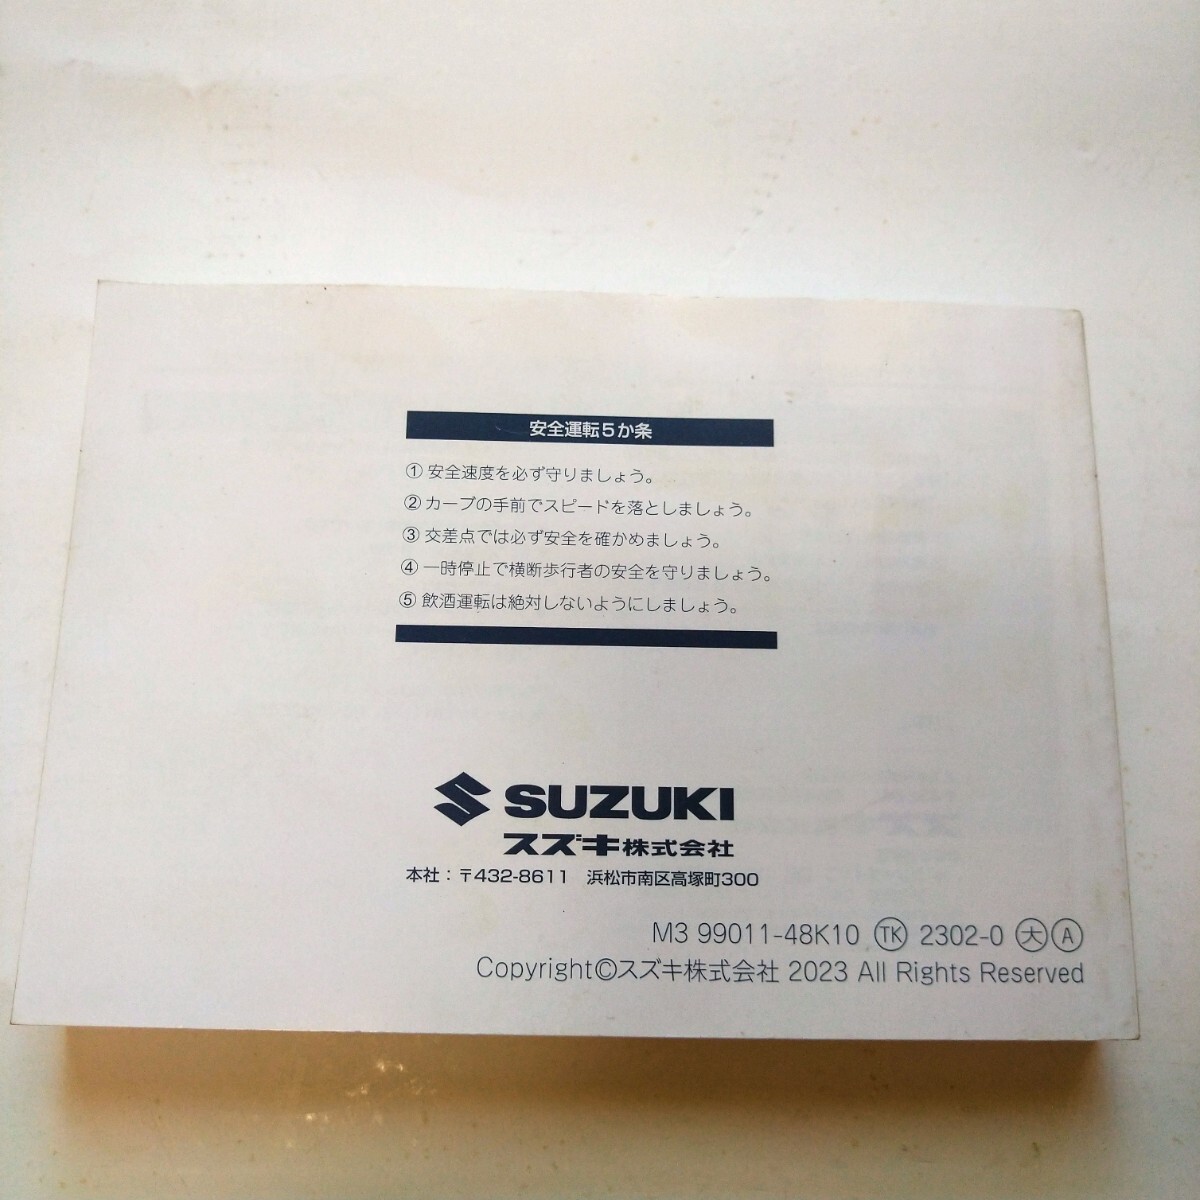 安全運転5か条
① 安全速度を必ず守りましょう。
② カーブの手前でスピードを落としましょう。
③ 交差点では必ず安全を確かめましょう。
④ 一時停止で横断歩行者の安全を守りましょう。
⑤ 飲酒運転は絶対しないようにしましょう。
SUZUKI
スズキ株式会社
本社：〒432-8611　浜松市南区高塚町300
M3 99011-48K10 TK 2302-0 大 A
Copyright©スズキ株式会社 2023 All Rights Reserved